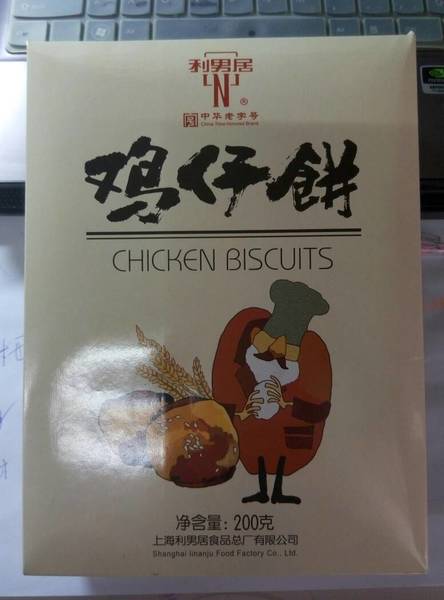 利男居
N®
中华老字号
China Time-honored Brand
鸡仔餅
CHICKEN BISCUITS
净含量：200克
上海利男居食品总厂有限公司
Shanghai linanju Food Factory Co., Ltd.